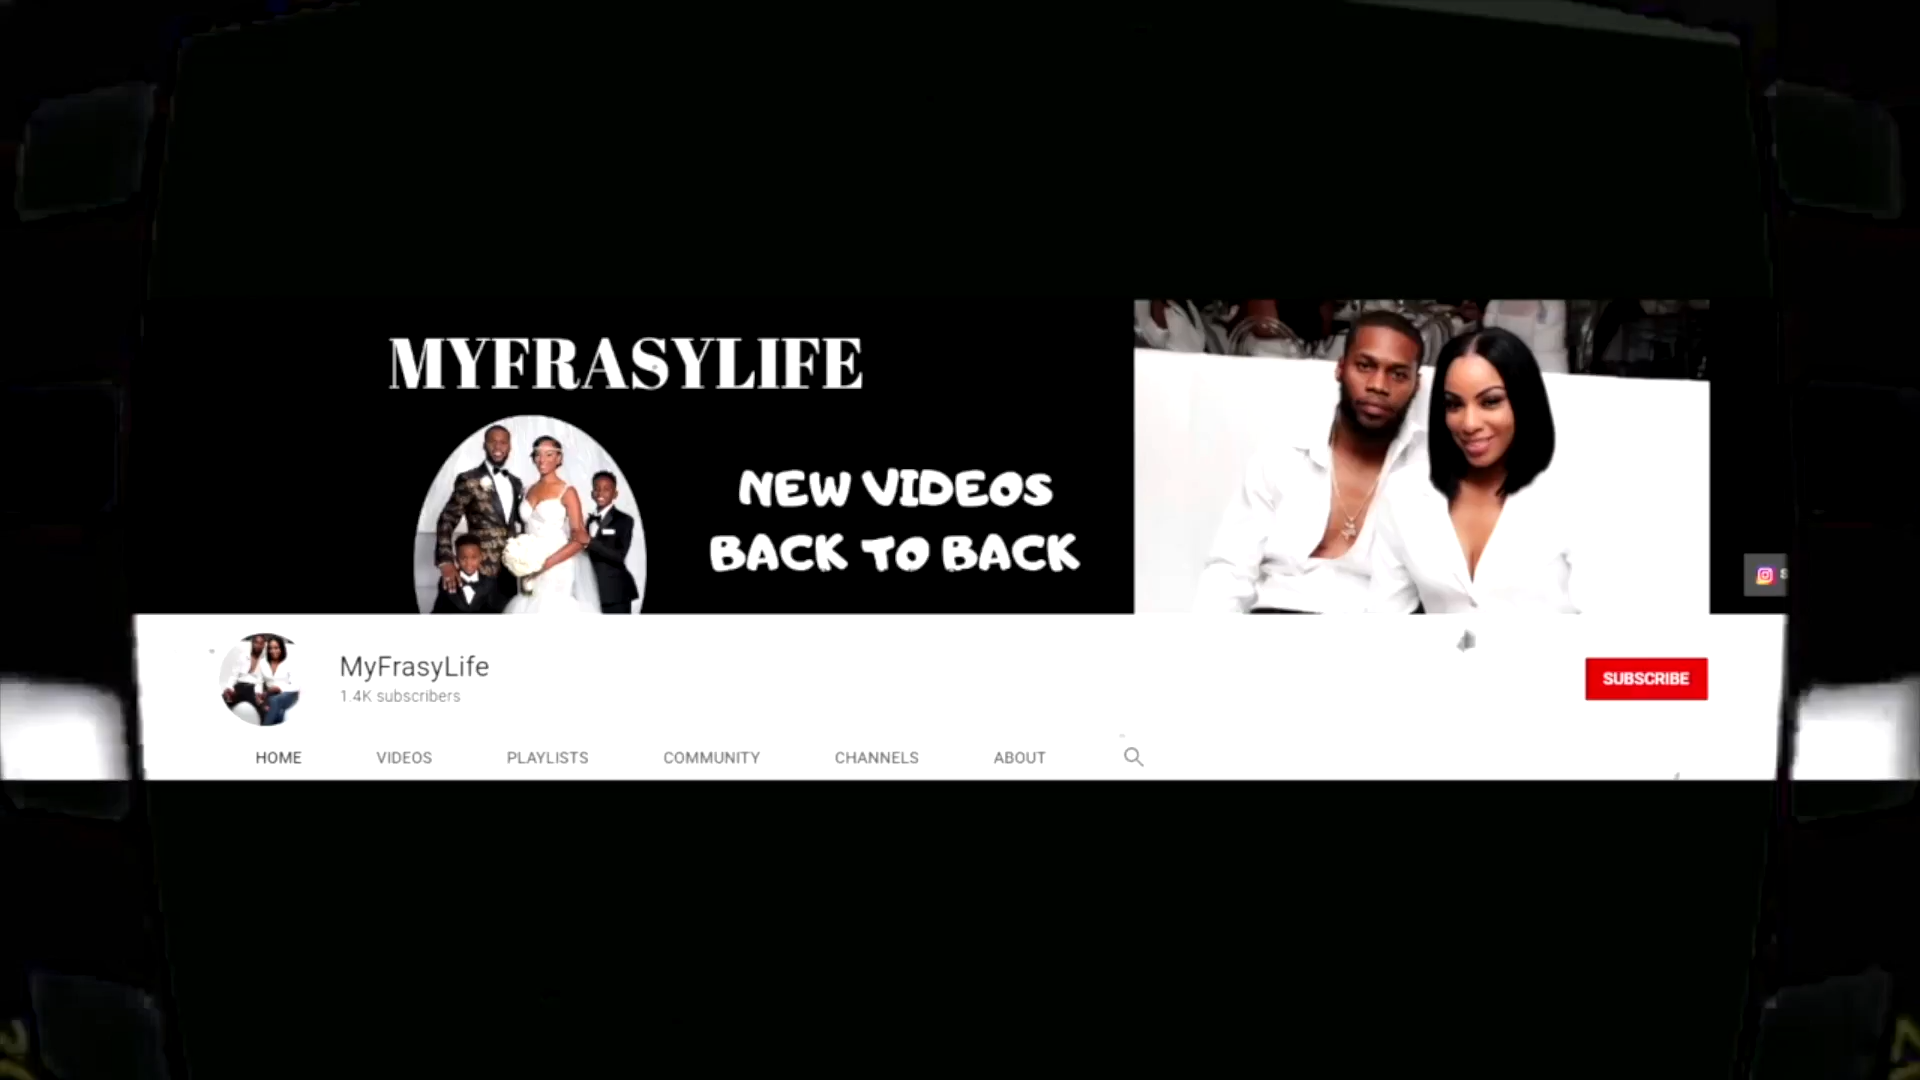 MYFRASYLIFE
NEW VIDEOS
BACK TO BACK
MyFrasyLife
1.4K subscribers
SUBSCRIBE
HOME VIDEOS PLAYLISTS COMMUNITY CHANNELS ABOUT